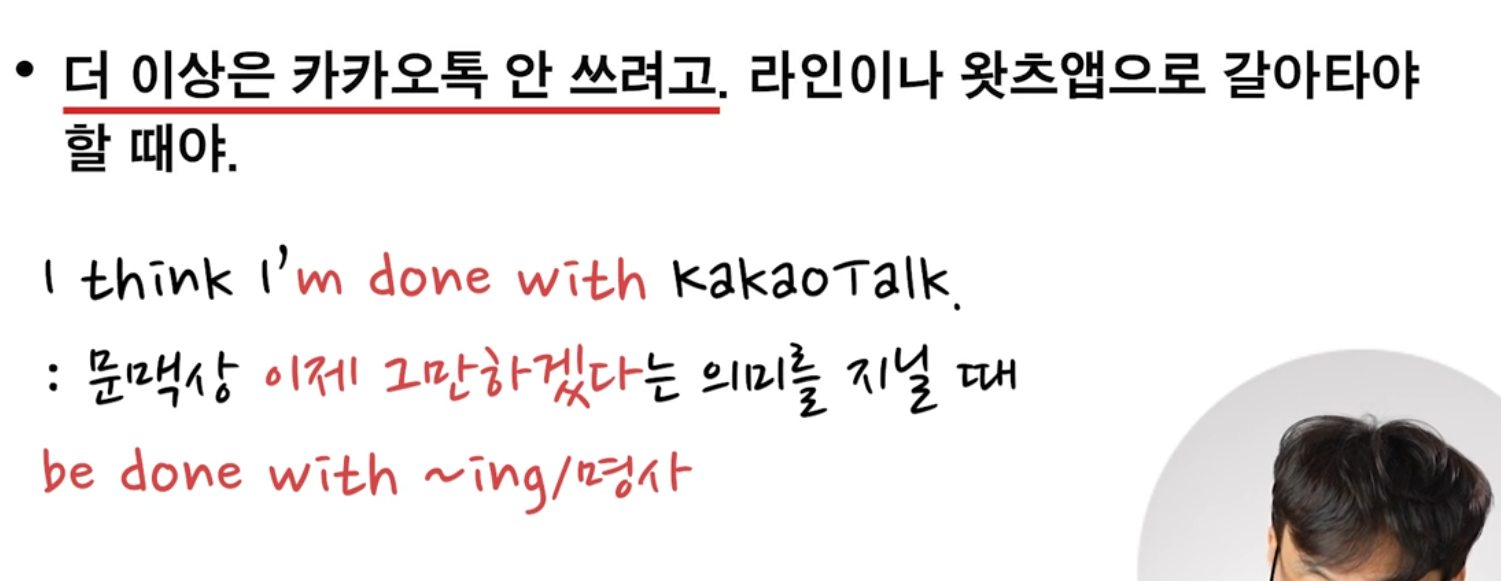 • 더 이상은 카카오톡 안 쓰려고. 라인이나 왓츠앱으로 갈아타야
할 때야.
I think I'm done with KakaoTalk.
: 문맥상 이제 그만하겠다는 의미를 지닐 때
be done with ~ing/명사